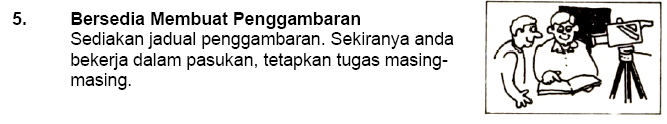 5. Bersedia Membuat Penggambaran
Sediakan jadual penggambaran. Sekiranya anda
bekerja dalam pasukan, tetapkan tugas masing-
masing.